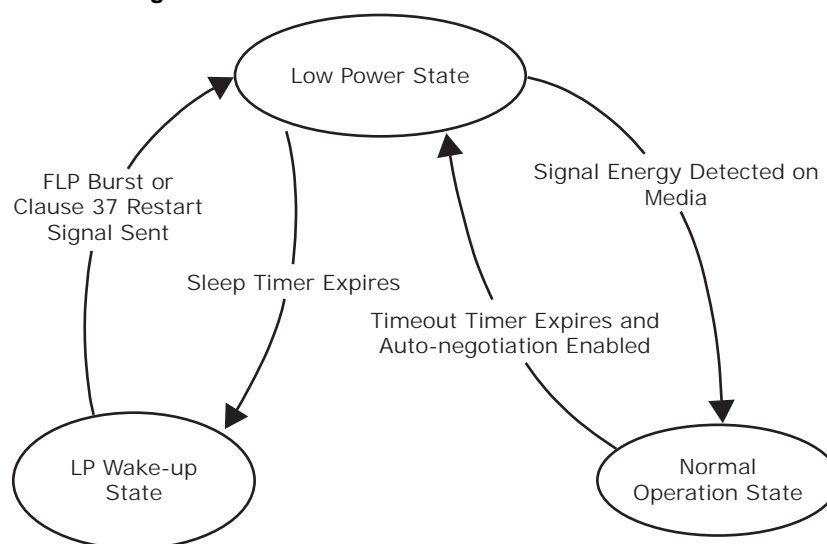 Low Power State
FLP Burst or
Clause 37 Restart
Signal Sent
Signal Energy Detected on
Media
Sleep Timer Expires
Timeout Timer Expires and
Auto-negotiation Enabled
LP Wake-up
State
Normal
Operation State